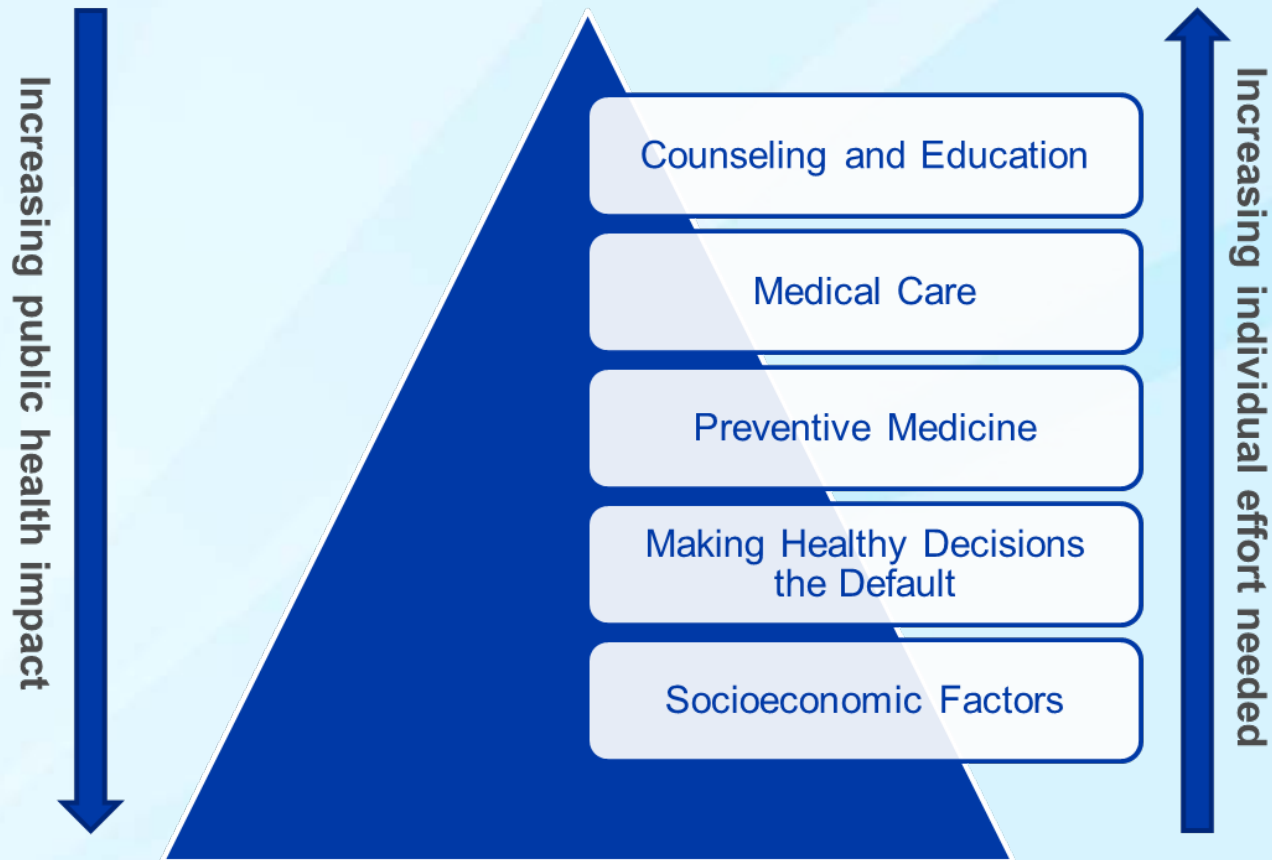 Increasing public health impact
Counseling and Education
Medical Care
Preventive Medicine
Making Healthy Decisions
the Default
Socioeconomic Factors
Increasing individual effort needed